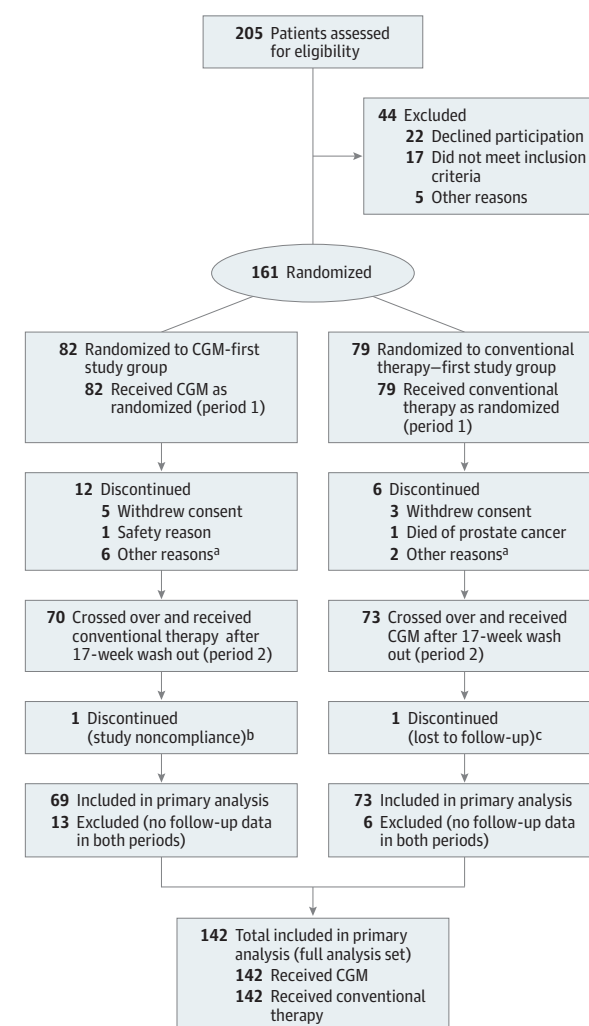 205 Patients assessed
for eligibility
44 Excluded
22 Declined participation
17 Did not meet inclusion
criteria
5 Other reasons
161 Randomized
82 Randomized to CGM-first
study group
82 Received CGM as
randomized (period 1)
79 Randomized to conventional
therapy–first study group
79 Received conventional
therapy as randomized
(period 1)
12 Discontinued
5 Withdrew consent
1 Safety reason
6 Other reasonsa
6 Discontinued
3 Withdrew consent
1 Died of prostate cancer
2 Other reasonsa
70 Crossed over and received
conventional therapy after
17-week wash out (period 2)
73 Crossed over and received
CGM after 17-week wash
out (period 2)
1 Discontinued
(study noncompliance)b
1 Discontinued
(lost to follow-up)c
69 Included in primary analysis
13 Excluded (no follow-up data
in both periods)
73 Included in primary analysis
6 Excluded (no follow-up data
in both periods)
142 Total included in primary
analysis (full analysis set)
142 Received CGM
142 Received conventional
therapy